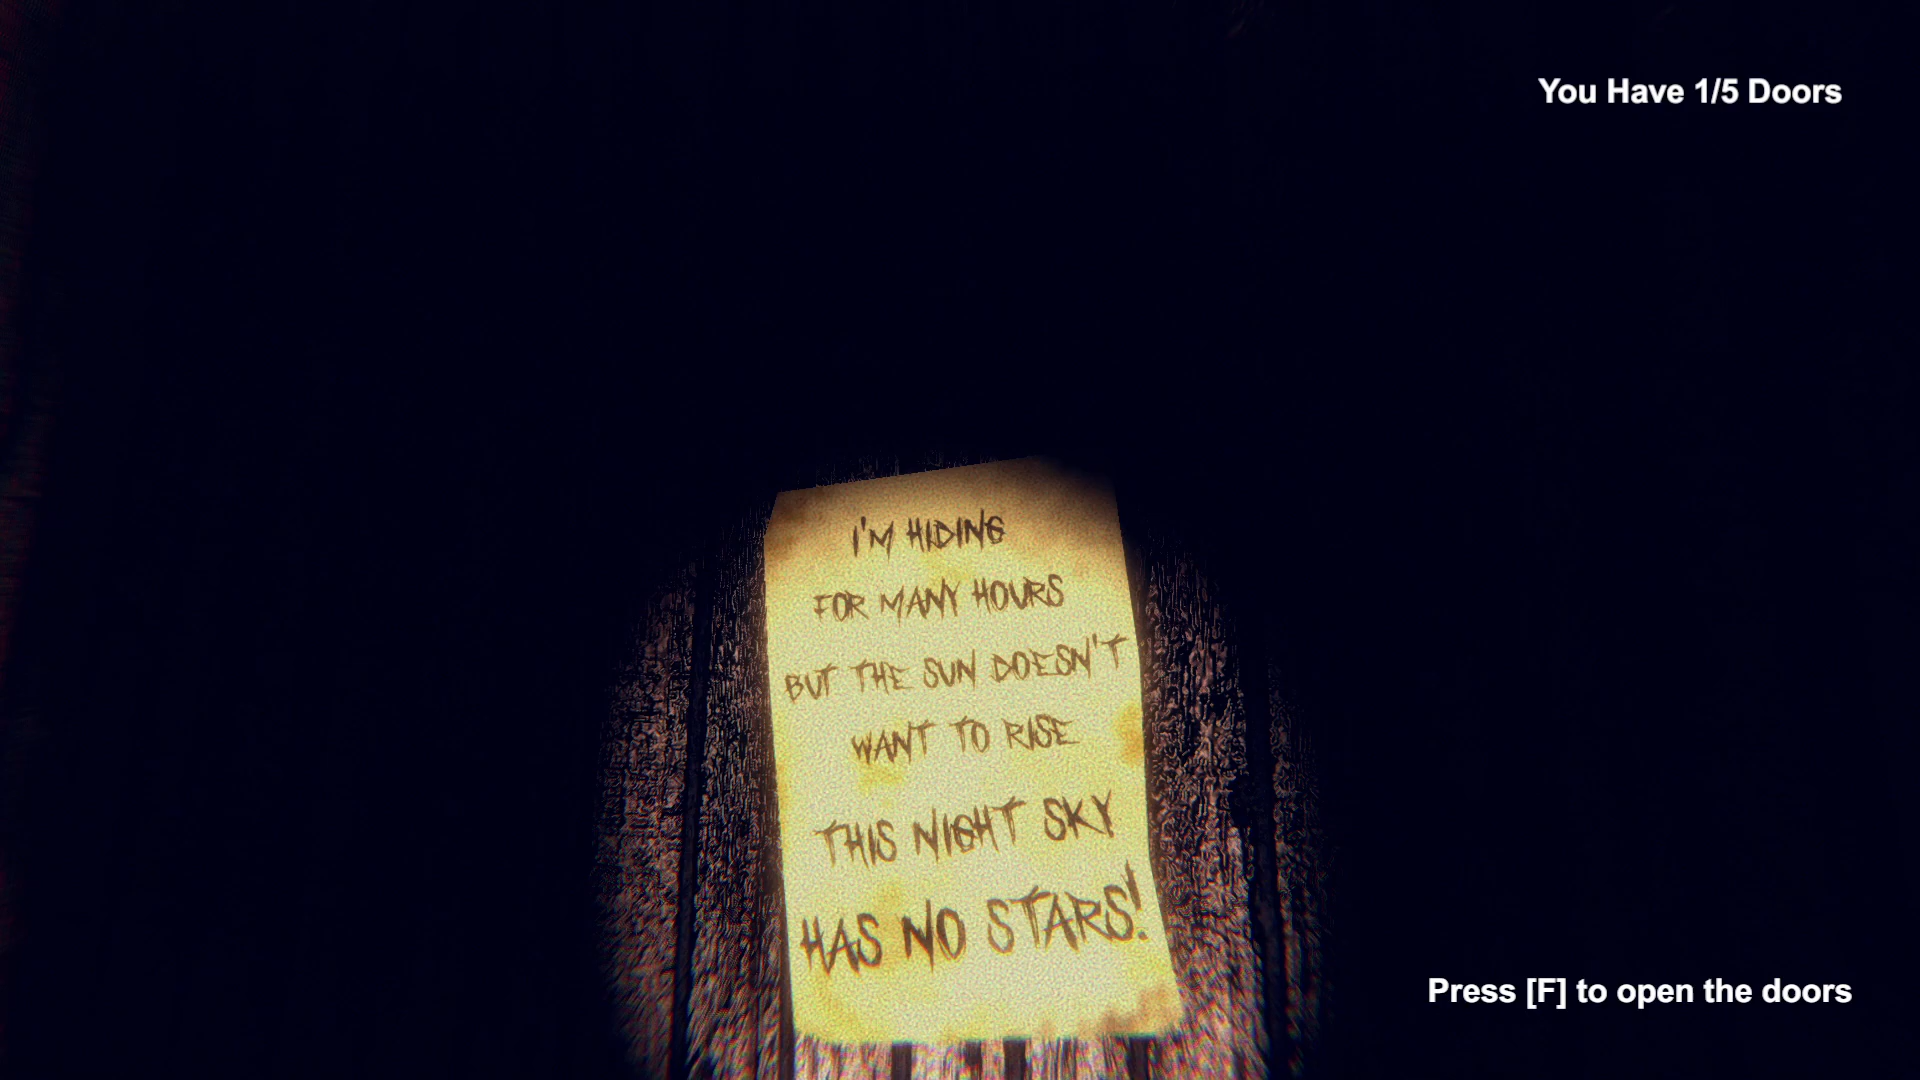 You Have 1/5 Doors
I'M HIDING
FOR MANY HOURS
BUT THE SUN DOESN'T
WANT TO RISE
THIS NIGHT SKY
HAS NO STARS!
Press [F] to open the doors